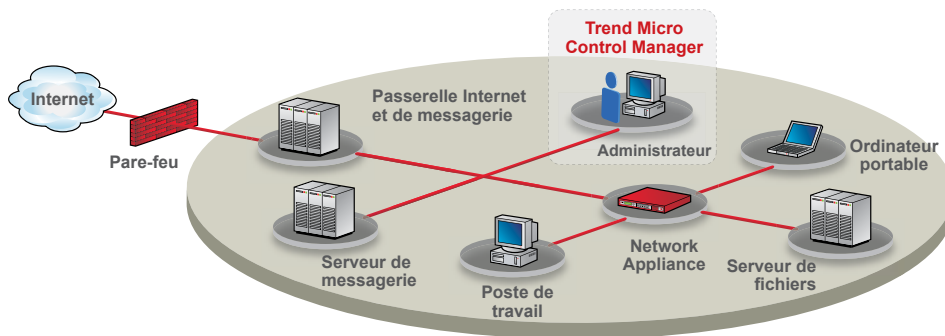 Trend Micro
Control Manager
Internet
Passerelle Internet
et de messagerie
Pare-feu
Administrateur
Ordinateur
portable
Serveur de
messagerie
Poste de
travail
Network
Appliance
Serveur de
fichiers